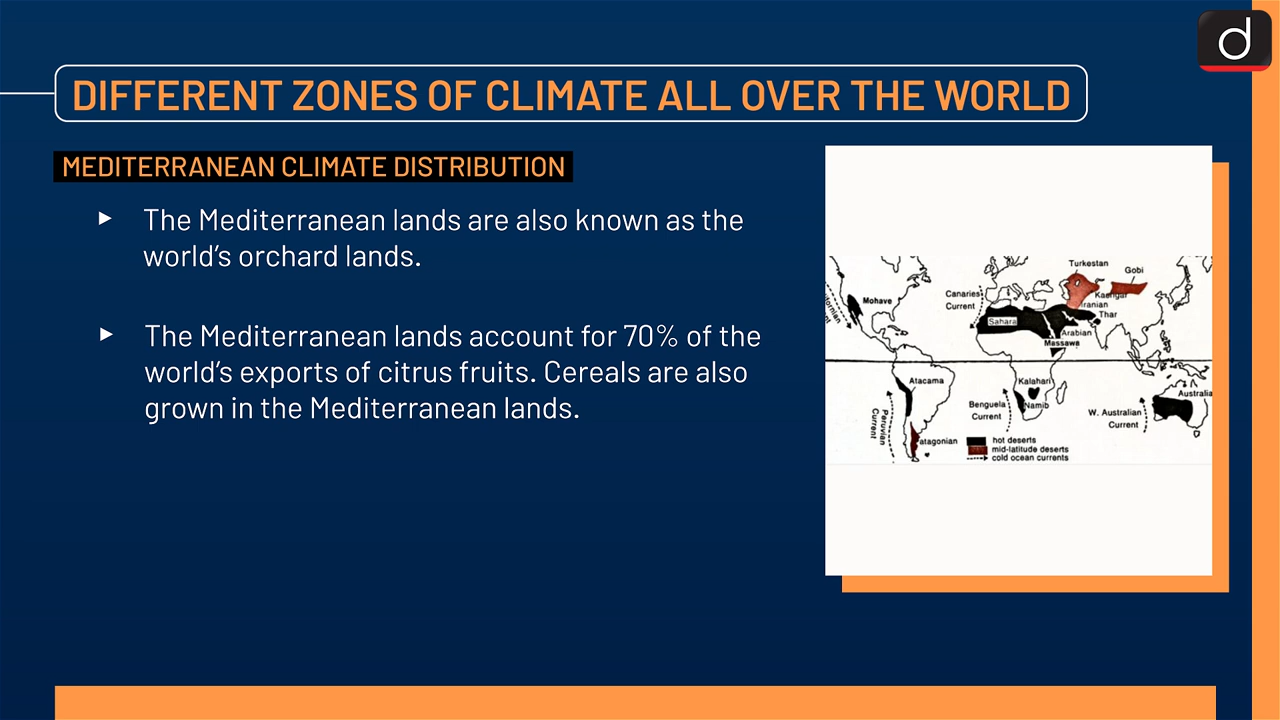 d
DIFFERENT ZONES OF CLIMATE ALL OVER THE WORLD
MEDITERRANEAN CLIMATE DISTRIBUTION
The Mediterranean lands are also known as the
world's orchard lands.
The Mediterranean lands account for 70% of the
world's exports of citrus fruits. Cereals are also
grown in the Mediterranean lands.
Turkestan
Gobi
Canaries
Current
Mohave
Iranian
Thar
Sahara
Arabian
Massawa
Atacama
Kalahari
Namib
Benguela
Current
Peruvian
Current
W. Australian
Current
Australia
atagonian
hot deserts
mid-latitude deserts
cold ocean currents